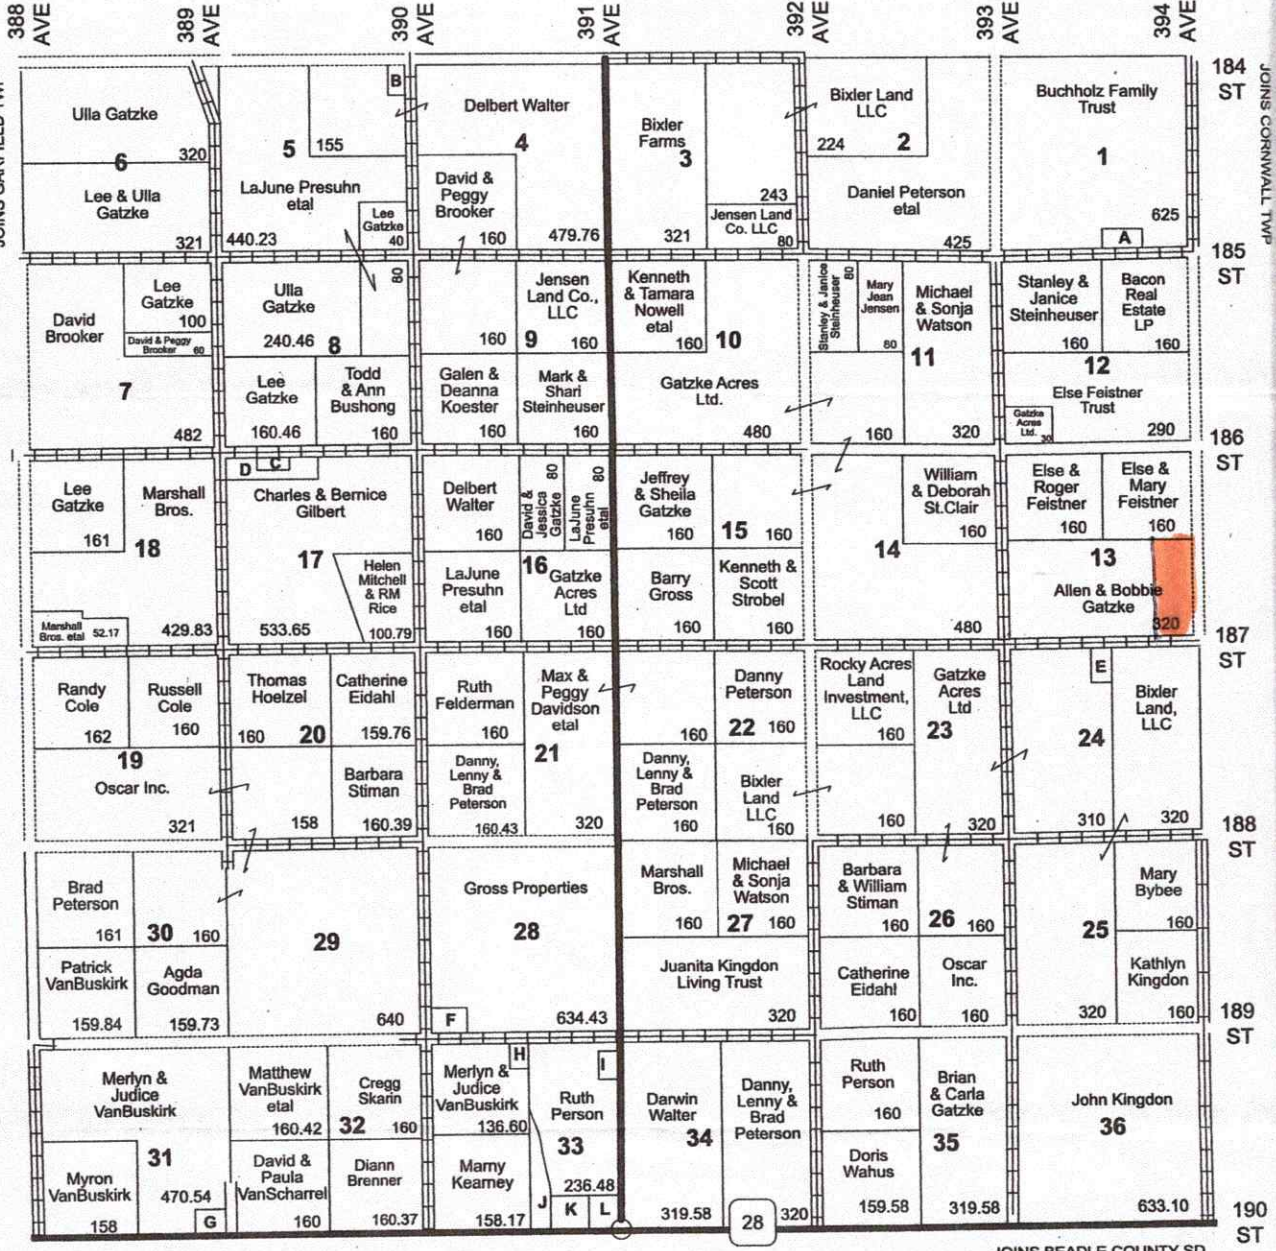 388 AVE
389 AVE
390 AVE
391 AVE
392 AVE
393 AVE
394 AVE
184 ST
JOINS CORNWALL TWP
Ulla Gatzke
320
6
Lee & Ulla
Gatzke
321
5
155
B
LaJune Presuhn
etal
440.23
Lee
Gatzke
40
Delbert Walter
4
David &
Peggy
Brooker
160
479.76
Bixler
Farms
3
321
243
Jensen Land
Co. LLC
80
Bixler Land
LLC
224
2
Daniel Peterson
etal
425
Buchholz Family
Trust
1
625
A
185 ST
David
Brooker
Lee
Gatzke
100
David & Peggy
Brooker 60
7
482
Ulla
Gatzke
240.46
8
80
Lee
Gatzke
160.46
Todd
& Ann
Bushong
160
160
Jensen
Land Co.,
LLC
9
160
Galen &
Deanna
Koester
160
Mark &
Shari
Steinheuser
160
Kenneth
& Tamara
Nowell
etal
160
10
Gatzke Acres
Ltd.
480
Stanley & Janice
Steinheuser
80
Mary
Jean
Jensen
80
Michael
& Sonja
Watson
11
160
320
Stanley &
Janice
Steinheuser
160
Bacon
Real
Estate
LP
160
12
Else Feistner
Trust
Gatzke
Acres
Ltd.
30
290
186 ST
Lee
Gatzke
161
Marshall
Bros.
18
Marshall
Bros. etal 52.17
429.83
D
C
Charles & Bernice
Gilbert
17
Helen
Mitchell
& RM
Rice
533.65
100.79
Delbert
Walter
160
David &
Jessica
Gatzke
80
LaJune
Presuhn
etal
80
16
LaJune
Presuhn
etal
160
Gatzke
Acres
Ltd
160
Jeffrey
& Sheila
Gatzke
160
15
160
Barry
Gross
160
Kenneth &
Scott
Strobel
160
14
William
& Deborah
St.Clair
160
480
Else &
Roger
Feistner
160
Else &
Mary
Feistner
160
13
Allen & Bobbie
Gatzke
320
187 ST
Randy
Cole
162
Russell
Cole
160
19
Oscar Inc.
321
Thomas
Hoelzel
160
20
Catherine
Eidahl
159.76
158
Barbara
Stiman
160.39
Ruth
Felderman
160
Max &
Peggy
Davidson
etal
21
Danny,
Lenny &
Brad
Peterson
160.43
320
160
Danny
Peterson
22
160
Danny,
Lenny &
Brad
Peterson
160
Bixler
Land
LLC
160
Rocky Acres
Land
Investment,
LLC
160
Gatzke
Acres
Ltd
23
160
320
E
24
310
Bixler
Land,
LLC
320
188 ST
Brad
Peterson
161
30
160
Patrick
VanBuskirk
159.84
Agda
Goodman
159.73
29
640
Gross Properties
28
F
634.43
Marshall
Bros.
160
Michael
& Sonja
Watson
27
160
Juanita Kingdon
Living Trust
320
Barbara
& William
Stiman
160
26
160
Catherine
Eidahl
160
Oscar
Inc.
160
25
320
Mary
Bybee
160
Kathlyn
Kingdon
160
189 ST
Merlyn &
Judice
VanBuskirk
31
Myron
VanBuskirk
158
470.54
G
Matthew
VanBuskirk
etal
160.42
32
Cregg
Skarin
160
David &
Paula
VanScharrel
160
Diann
Brenner
160.37
Merlyn &
Judice
VanBuskirk
136.60
H
I
Ruth
Person
33
236.48
Marny
Kearney
158.17
J
K
L
Darwin
Walter
34
319.58
Danny,
Lenny &
Brad
Peterson
28
320
Ruth
Person
160
Doris
Wahus
159.58
Brian
& Carla
Gatzke
35
319.58
John Kingdon
36
633.10
190 ST